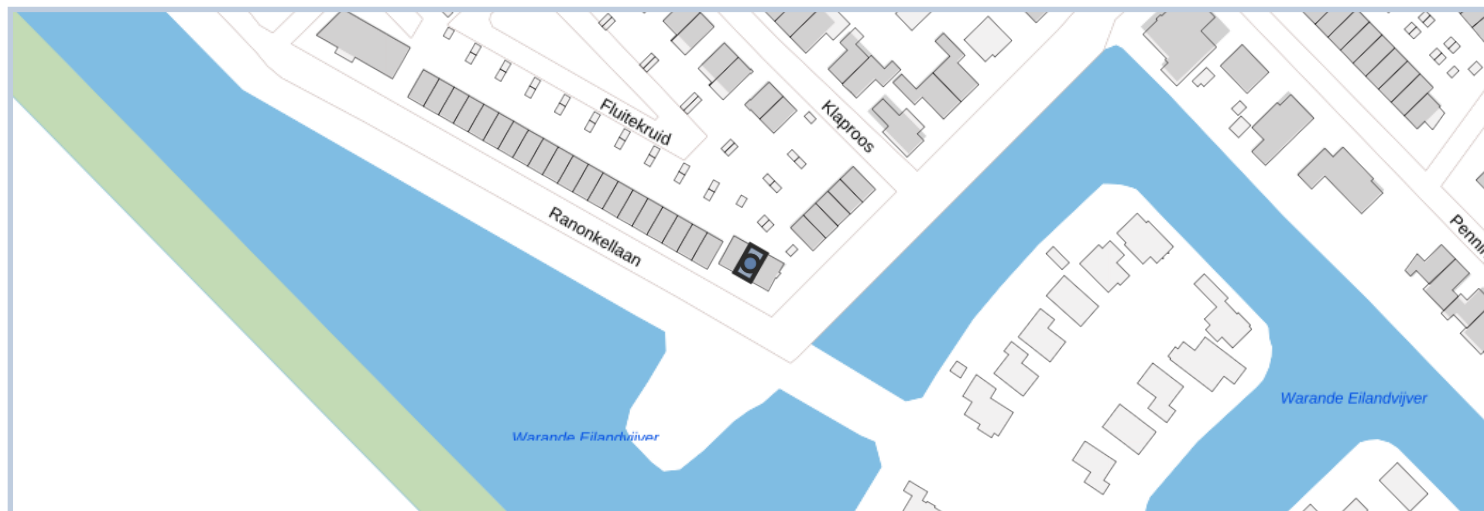 Fluitekruid
Klaproos
Ranonkellaan
Warande Eilandvijver
Warande Eilandvijver